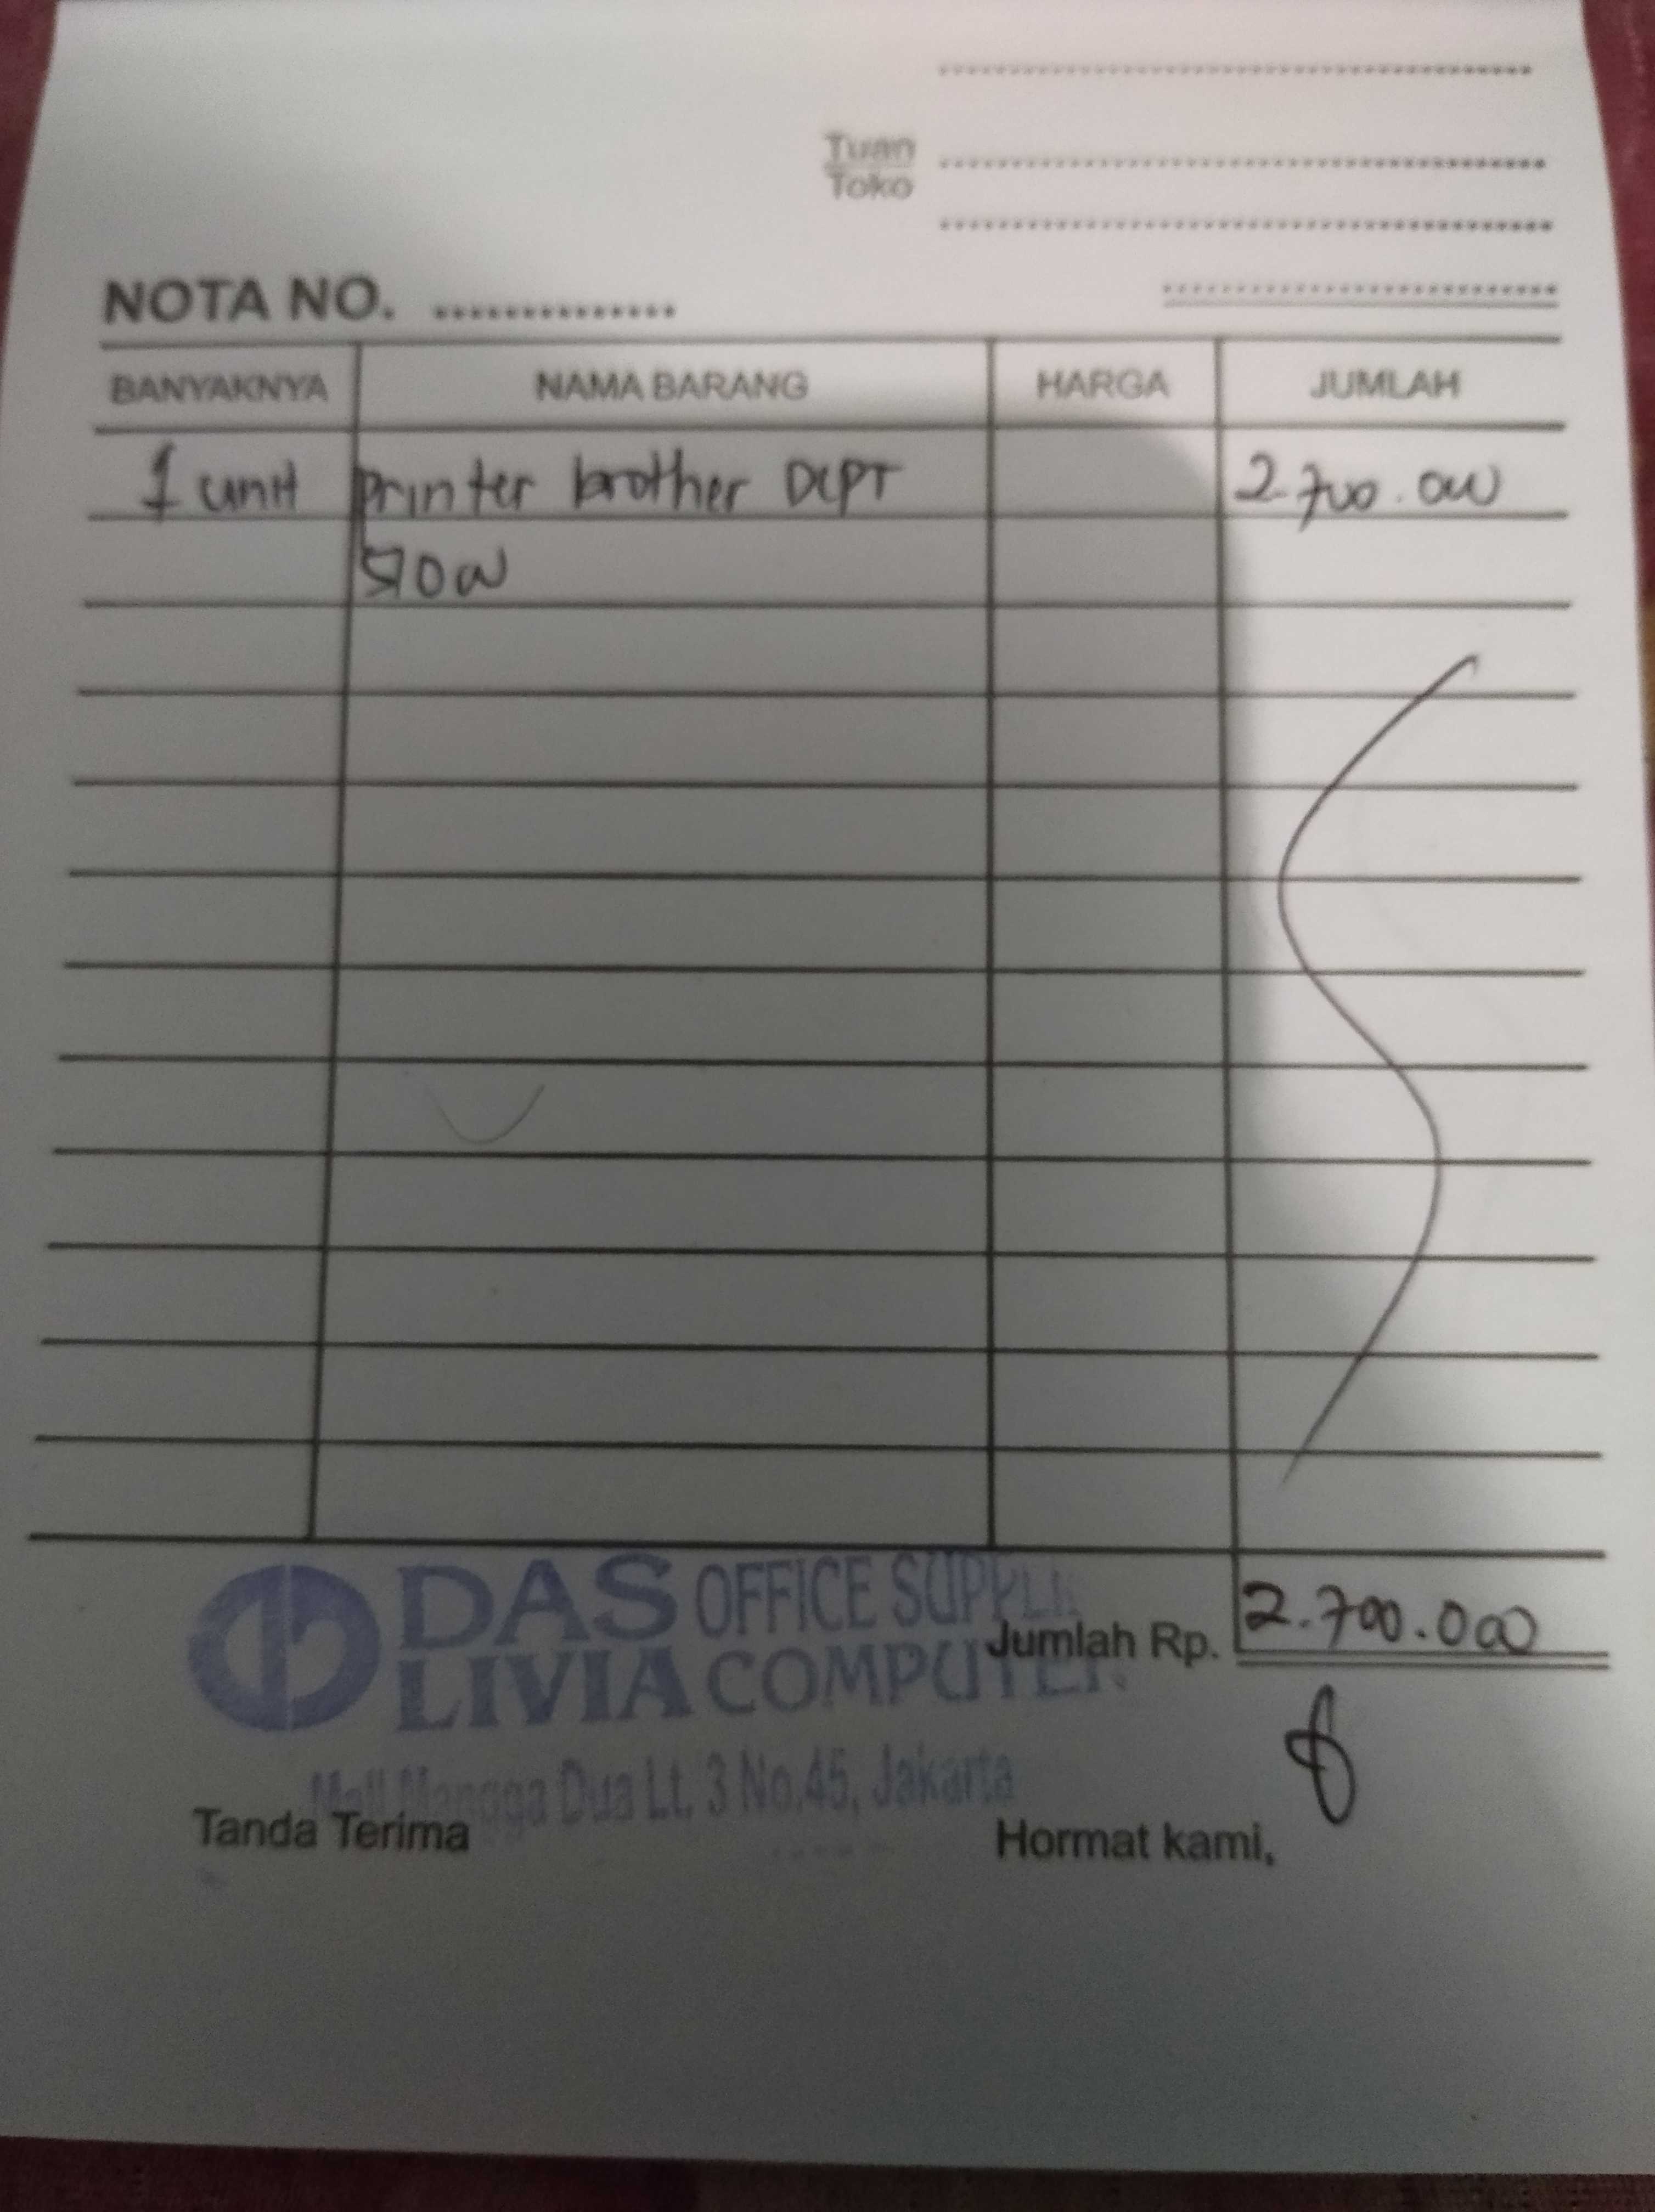 Tuan
Toko
NOTA NO. ..............
BANYAKNYA NAMA BARANG HARGA JUMLAH
1 unit printer brother DCPT 2.700.000
510W
DAS OFFICE SUPPLI
Jumlah Rp. 2.700.000
LIVIA COMPUTER
Mall Mangga Dua Lt. 3 No.45, Jakarta
Tanda Terima Hormat kami,